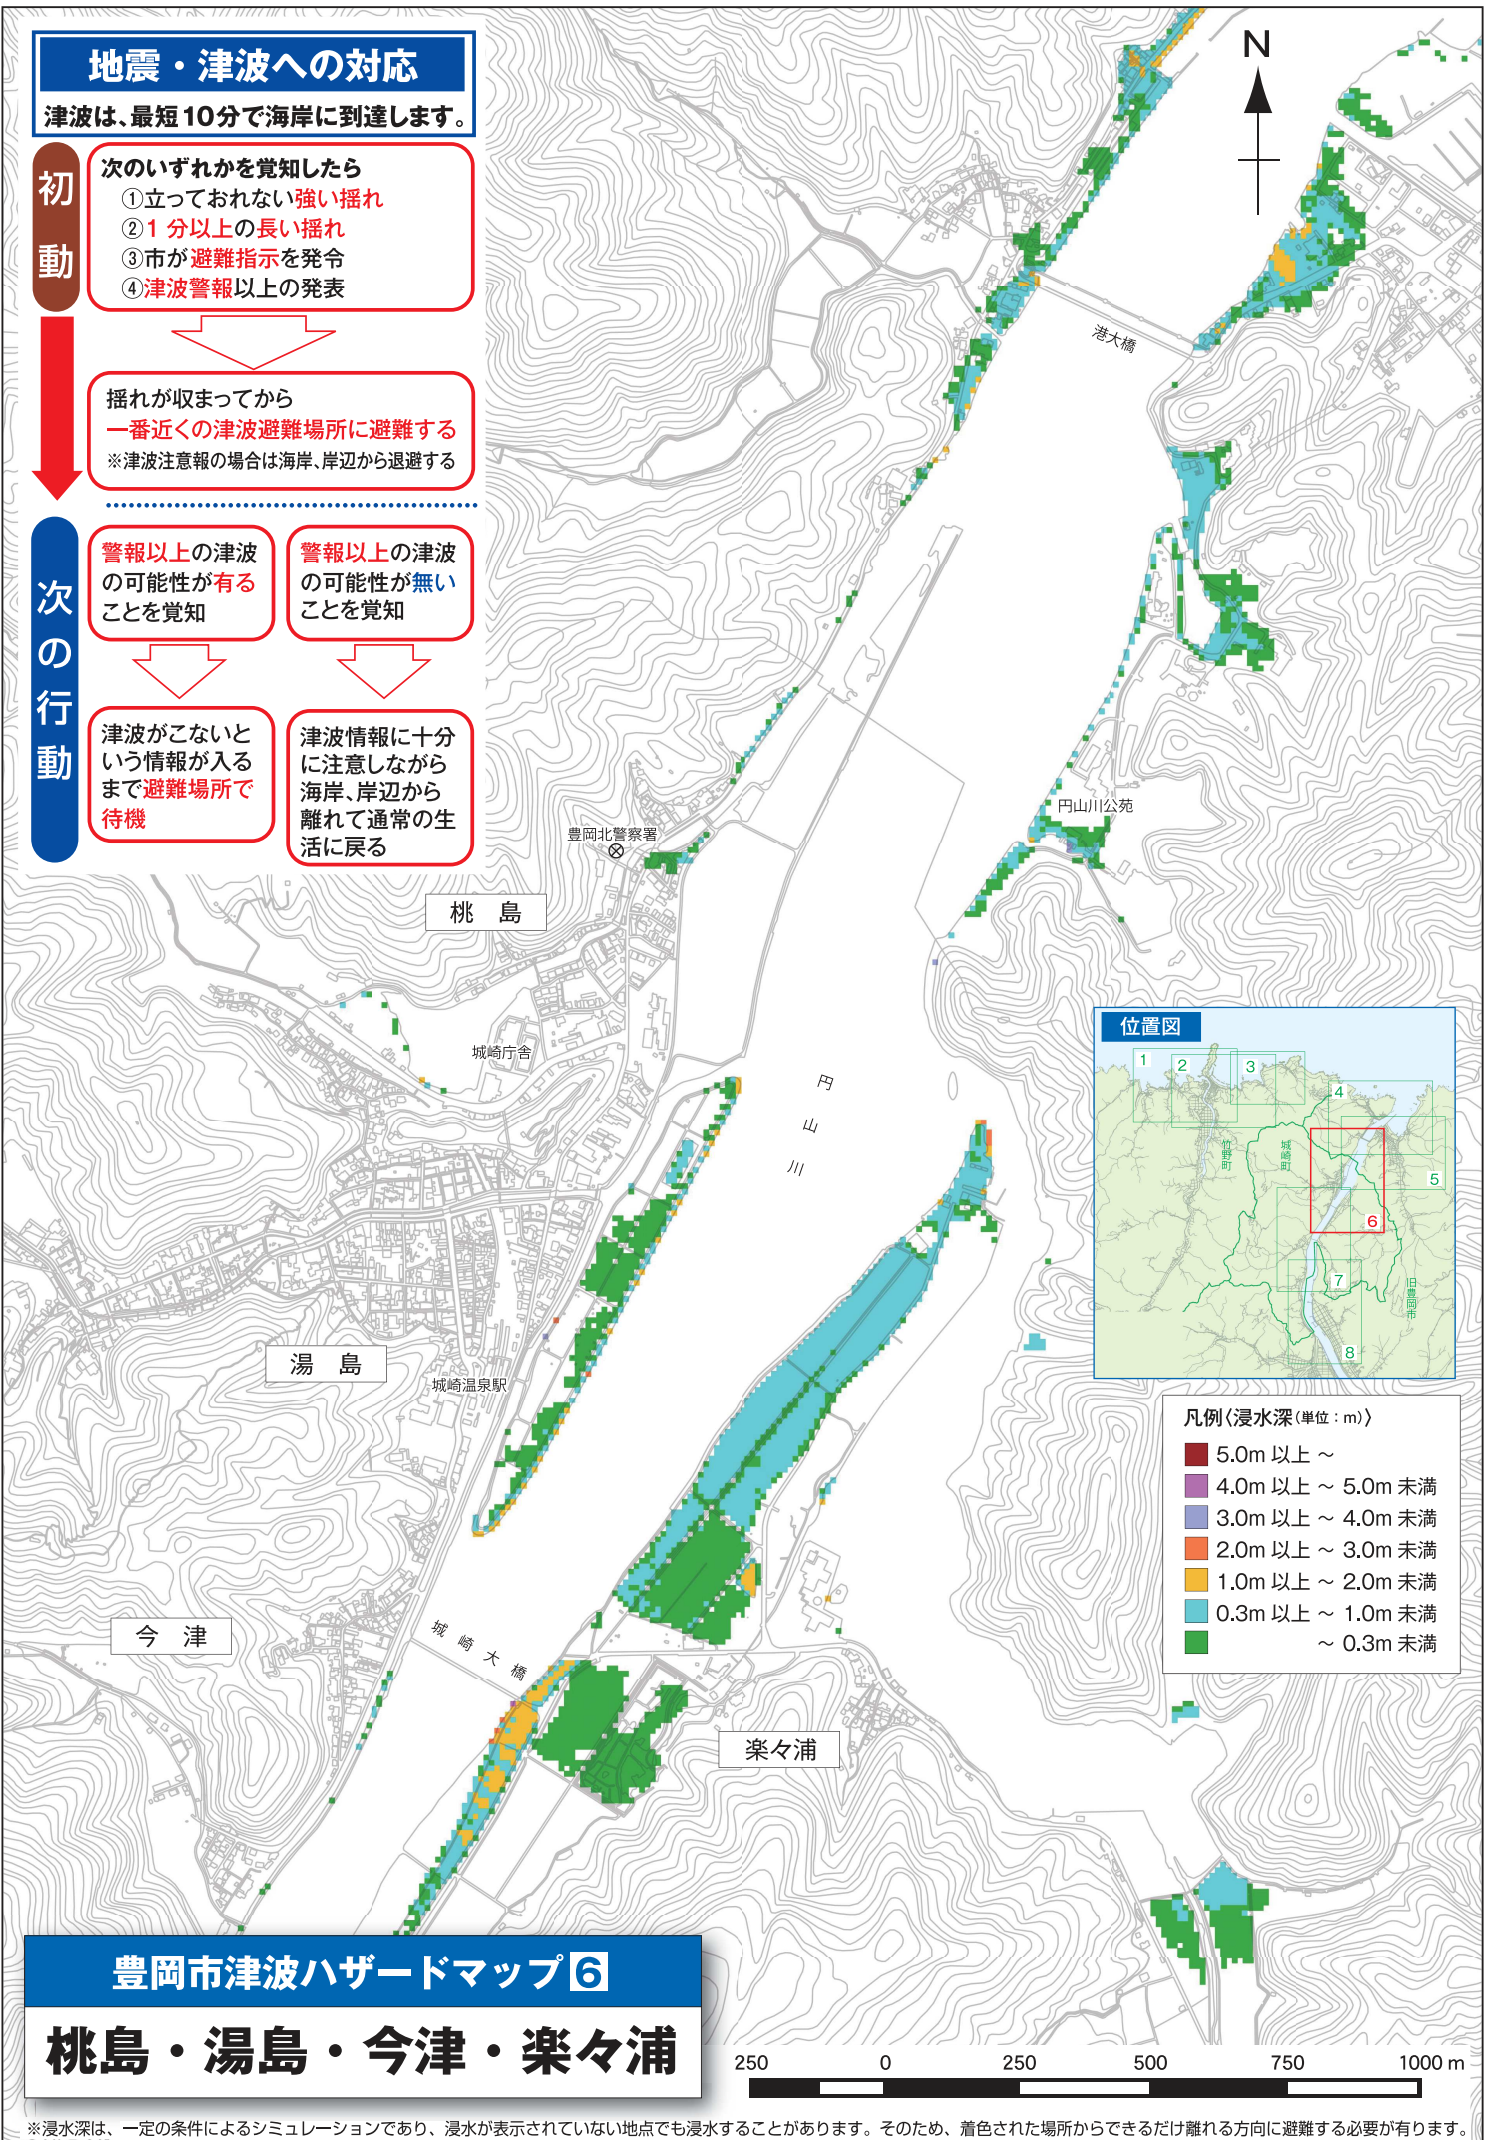 地震・津波への対応
津波は、最短10分で海岸に到達します。
初動
次のいずれかを覚知したら
①立っておれない強い揺れ
②1分以上の長い揺れ
③市が避難指示を発令
④津波警報以上の発表
揺れが収まってから
一番近くの津波避難場所に避難する
※津波注意報の場合は海岸、岸辺から退避する
次の行動
警報以上の津波
の可能性が有る
ことを覚知
警報以上の津波
の可能性が無い
ことを覚知
津波がこないと
いう情報が入る
まで避難場所で
待機
津波情報に十分
に注意しながら
海岸、岸辺から
離れて通常の生
活に戻る
N
港大橋
円山川公苑
豊岡北警察署
桃島
城崎庁舎
円山川
湯島
城崎温泉駅
今津
城崎大橋
楽々浦
位置図
1
2
3
4
竹野町
城崎町
5
6
7
旧豊岡市
8
凡例〈浸水深(単位：m)〉
5.0m 以上 ～
4.0m 以上 ～ 5.0m 未満
3.0m 以上 ～ 4.0m 未満
2.0m 以上 ～ 3.0m 未満
1.0m 以上 ～ 2.0m 未満
0.3m 以上 ～ 1.0m 未満
～ 0.3m 未満
豊岡市津波ハザードマップ6
桃島・湯島・今津・楽々浦
250 0 250 500 750 1000 m
※浸水深は、一定の条件によるシミュレーションであり、浸水が表示されていない地点でも浸水することがあります。そのため、着色された場所からできるだけ離れる方向に避難する必要が有ります。